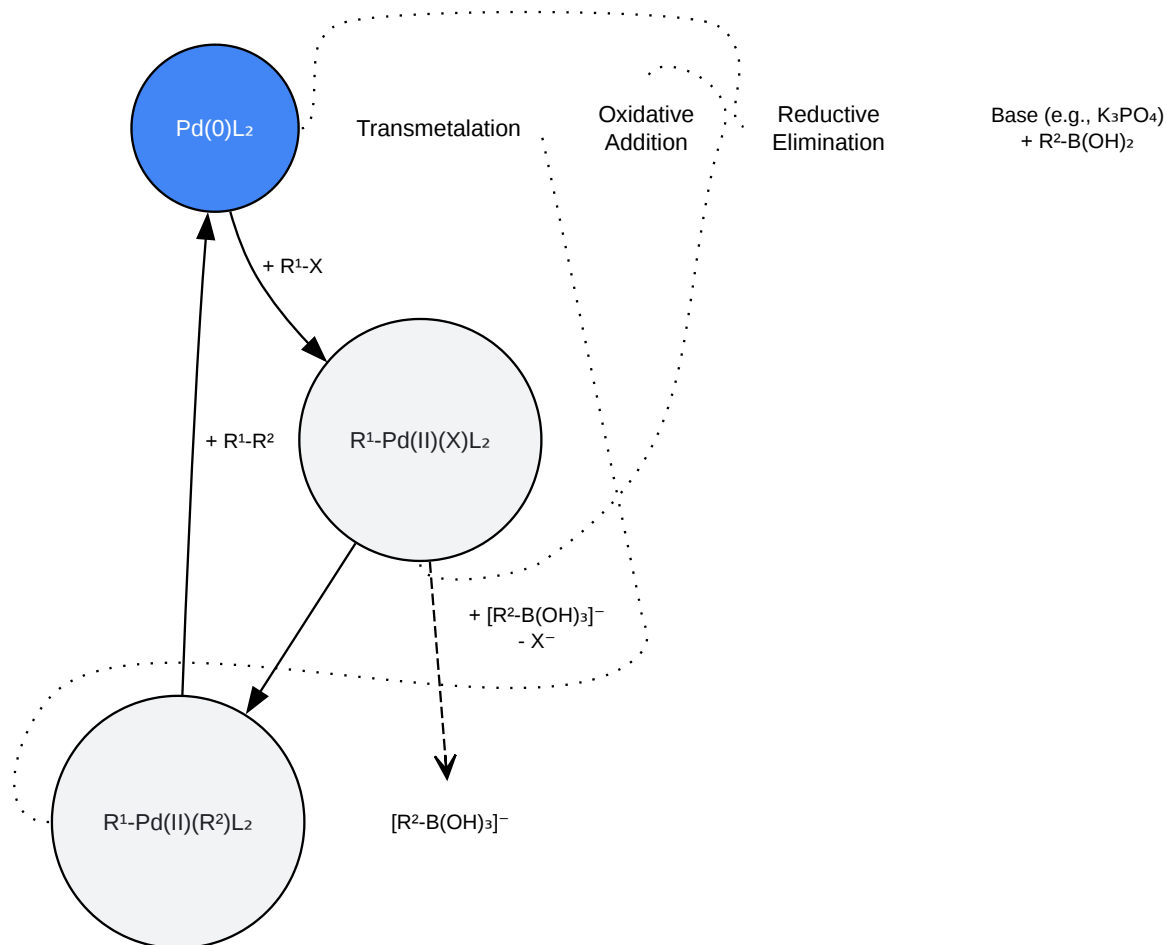 Pd(0)L₂
Transmetalation
Oxidative
Addition
Reductive
Elimination
Base (e.g., K₃PO₄)
+ R²-B(OH)₂
+ R¹-X
+ R¹-R²
R¹-Pd(II)(X)L₂
+ [R²-B(OH)₃]⁻
- X⁻
R¹-Pd(II)(R²)L₂
[R²-B(OH)₃]⁻